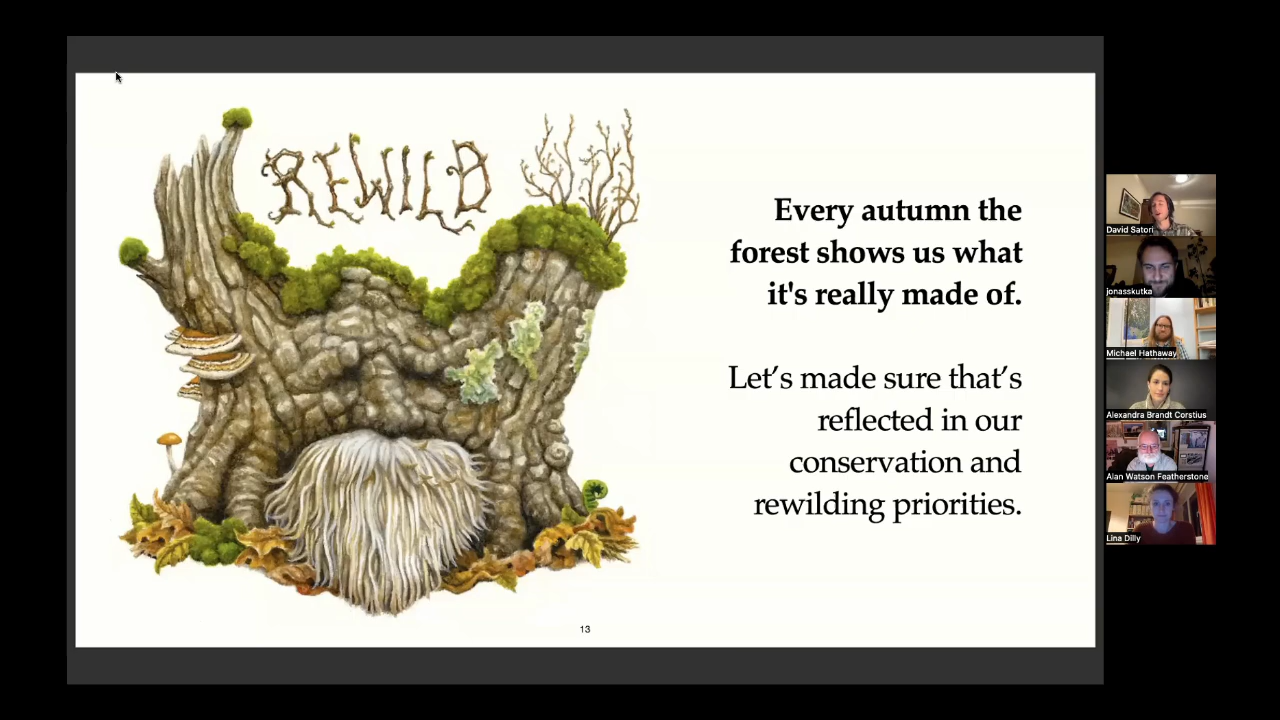 REWILD
Every autumn the
forest shows us what
it's really made of.
Let's made sure that's
reflected in our
conservation and
rewilding priorities.
13
David Satori
jonasskutka
Michael Hathaway
Alexandra Brandt Corstius
Alan Watson Featherstone
Lina Dilly